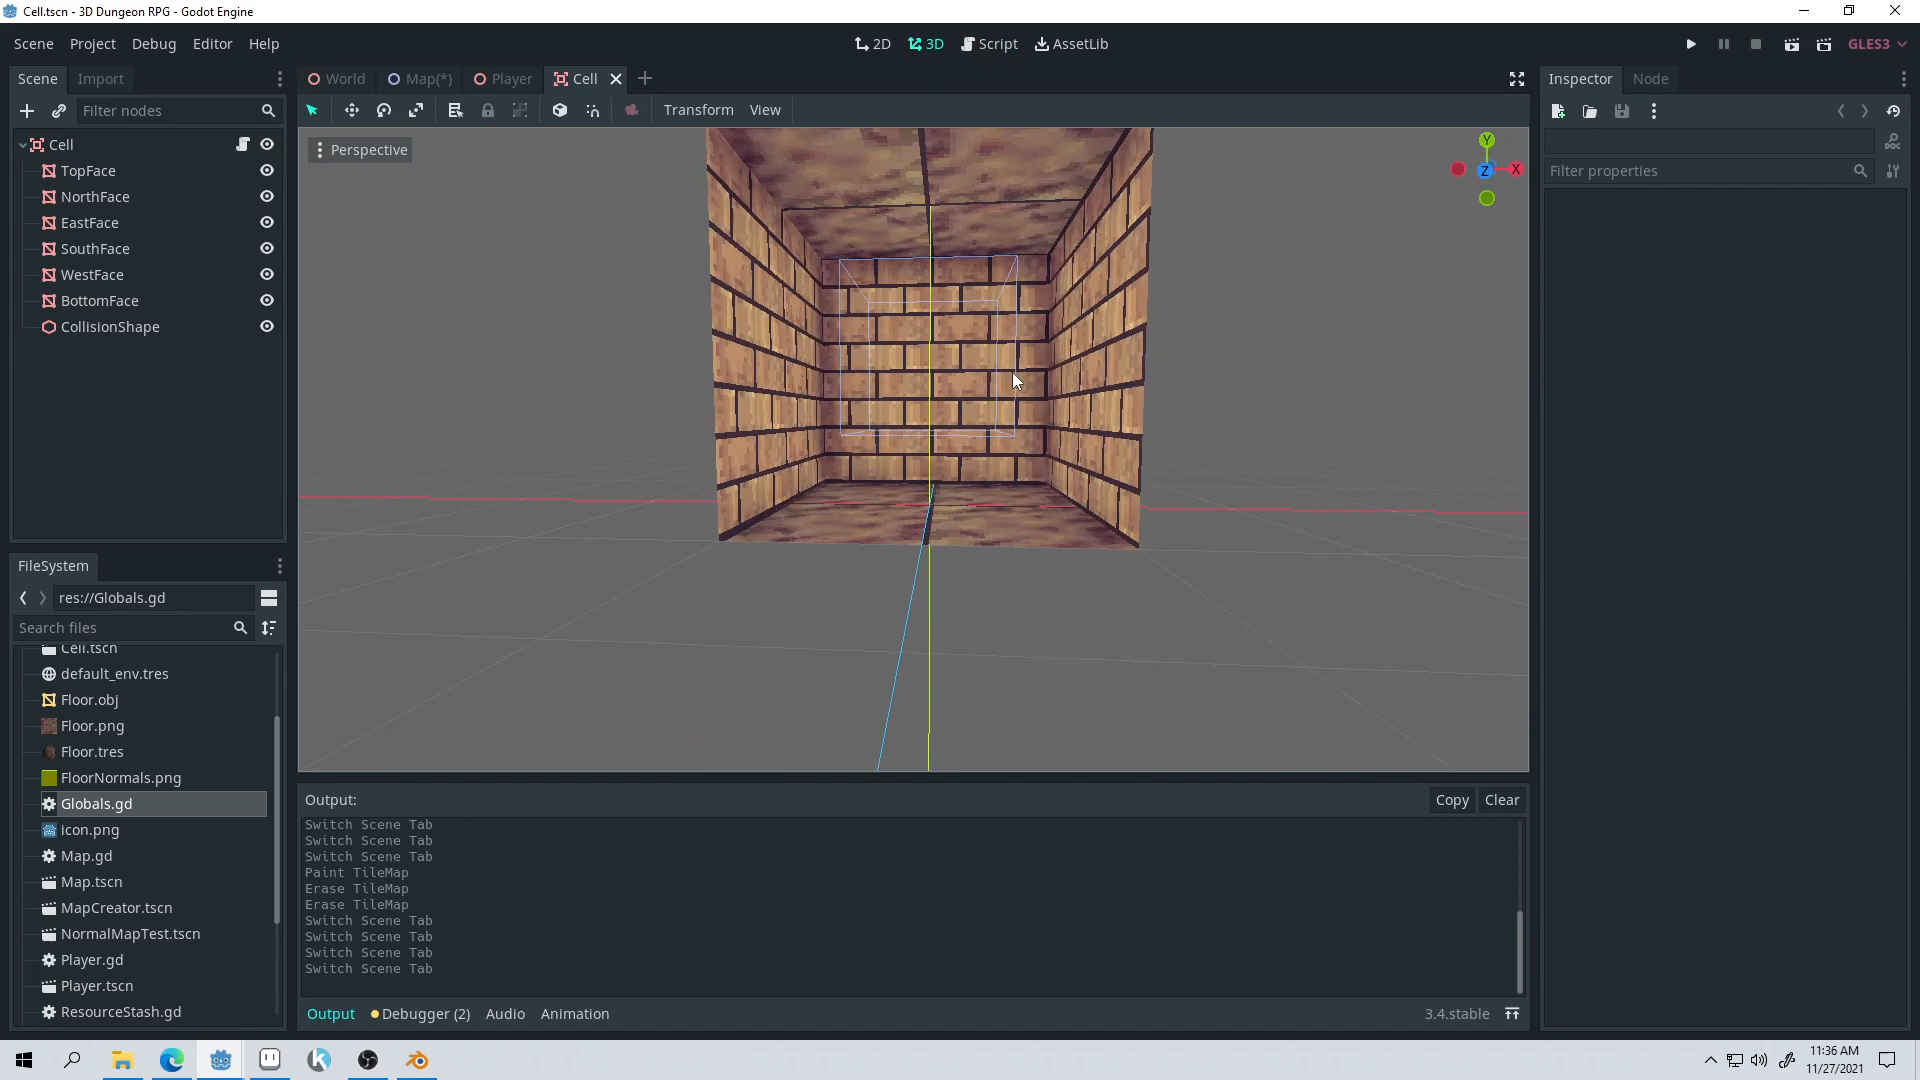 Cell.tscn - 3D Dungeon RPG - Godot Engine
Scene Project Debug Editor Help
2D 3D Script AssetLib
GLES3
Scene Import
World Map(*) Player Cell
Inspector Node
Filter nodes
Transform View
Perspective
Y
Z X
DOC
Filter properties
Cell
TopFace
NorthFace
EastFace
SouthFace
WestFace
BottomFace
CollisionShape
FileSystem
res://Globals.gd
Search files
Cell.tscn
default_env.tres
Floor.obj
Floor.png
Floor.tres
FloorNormals.png
Globals.gd
icon.png
Map.gd
Map.tscn
MapCreator.tscn
NormalMapTest.tscn
Player.gd
Player.tscn
ResourceStash.gd
Output:
Copy Clear
Switch Scene Tab
Switch Scene Tab
Switch Scene Tab
Paint TileMap
Erase TileMap
Erase TileMap
Switch Scene Tab
Switch Scene Tab
Switch Scene Tab
Switch Scene Tab
Output Debugger (2) Audio Animation
3.4.stable
11:36 AM
11/27/2021